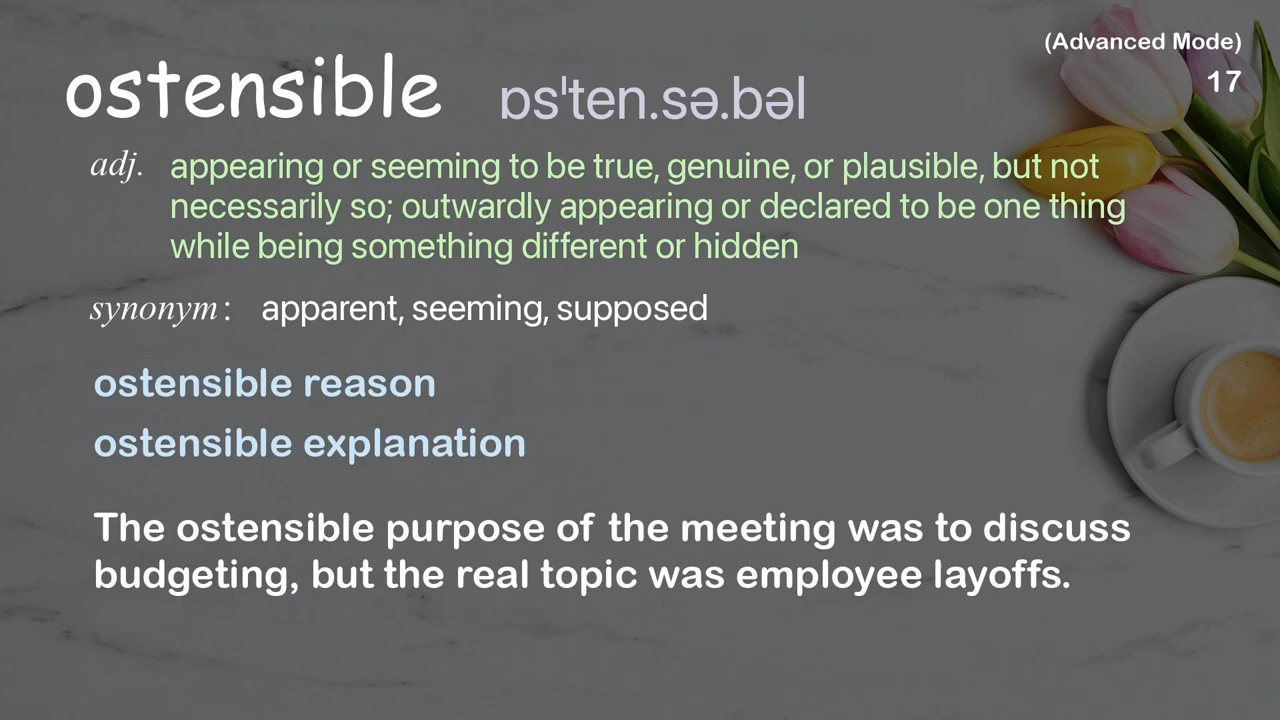 (Advanced Mode)
17
ostensible ɒsˈten.sə.bəl
adj. appearing or seeming to be true, genuine, or plausible, but not
necessarily so; outwardly appearing or declared to be one thing
while being something different or hidden
synonym: apparent, seeming, supposed
ostensible reason
ostensible explanation
The ostensible purpose of the meeting was to discuss
budgeting, but the real topic was employee layoffs.